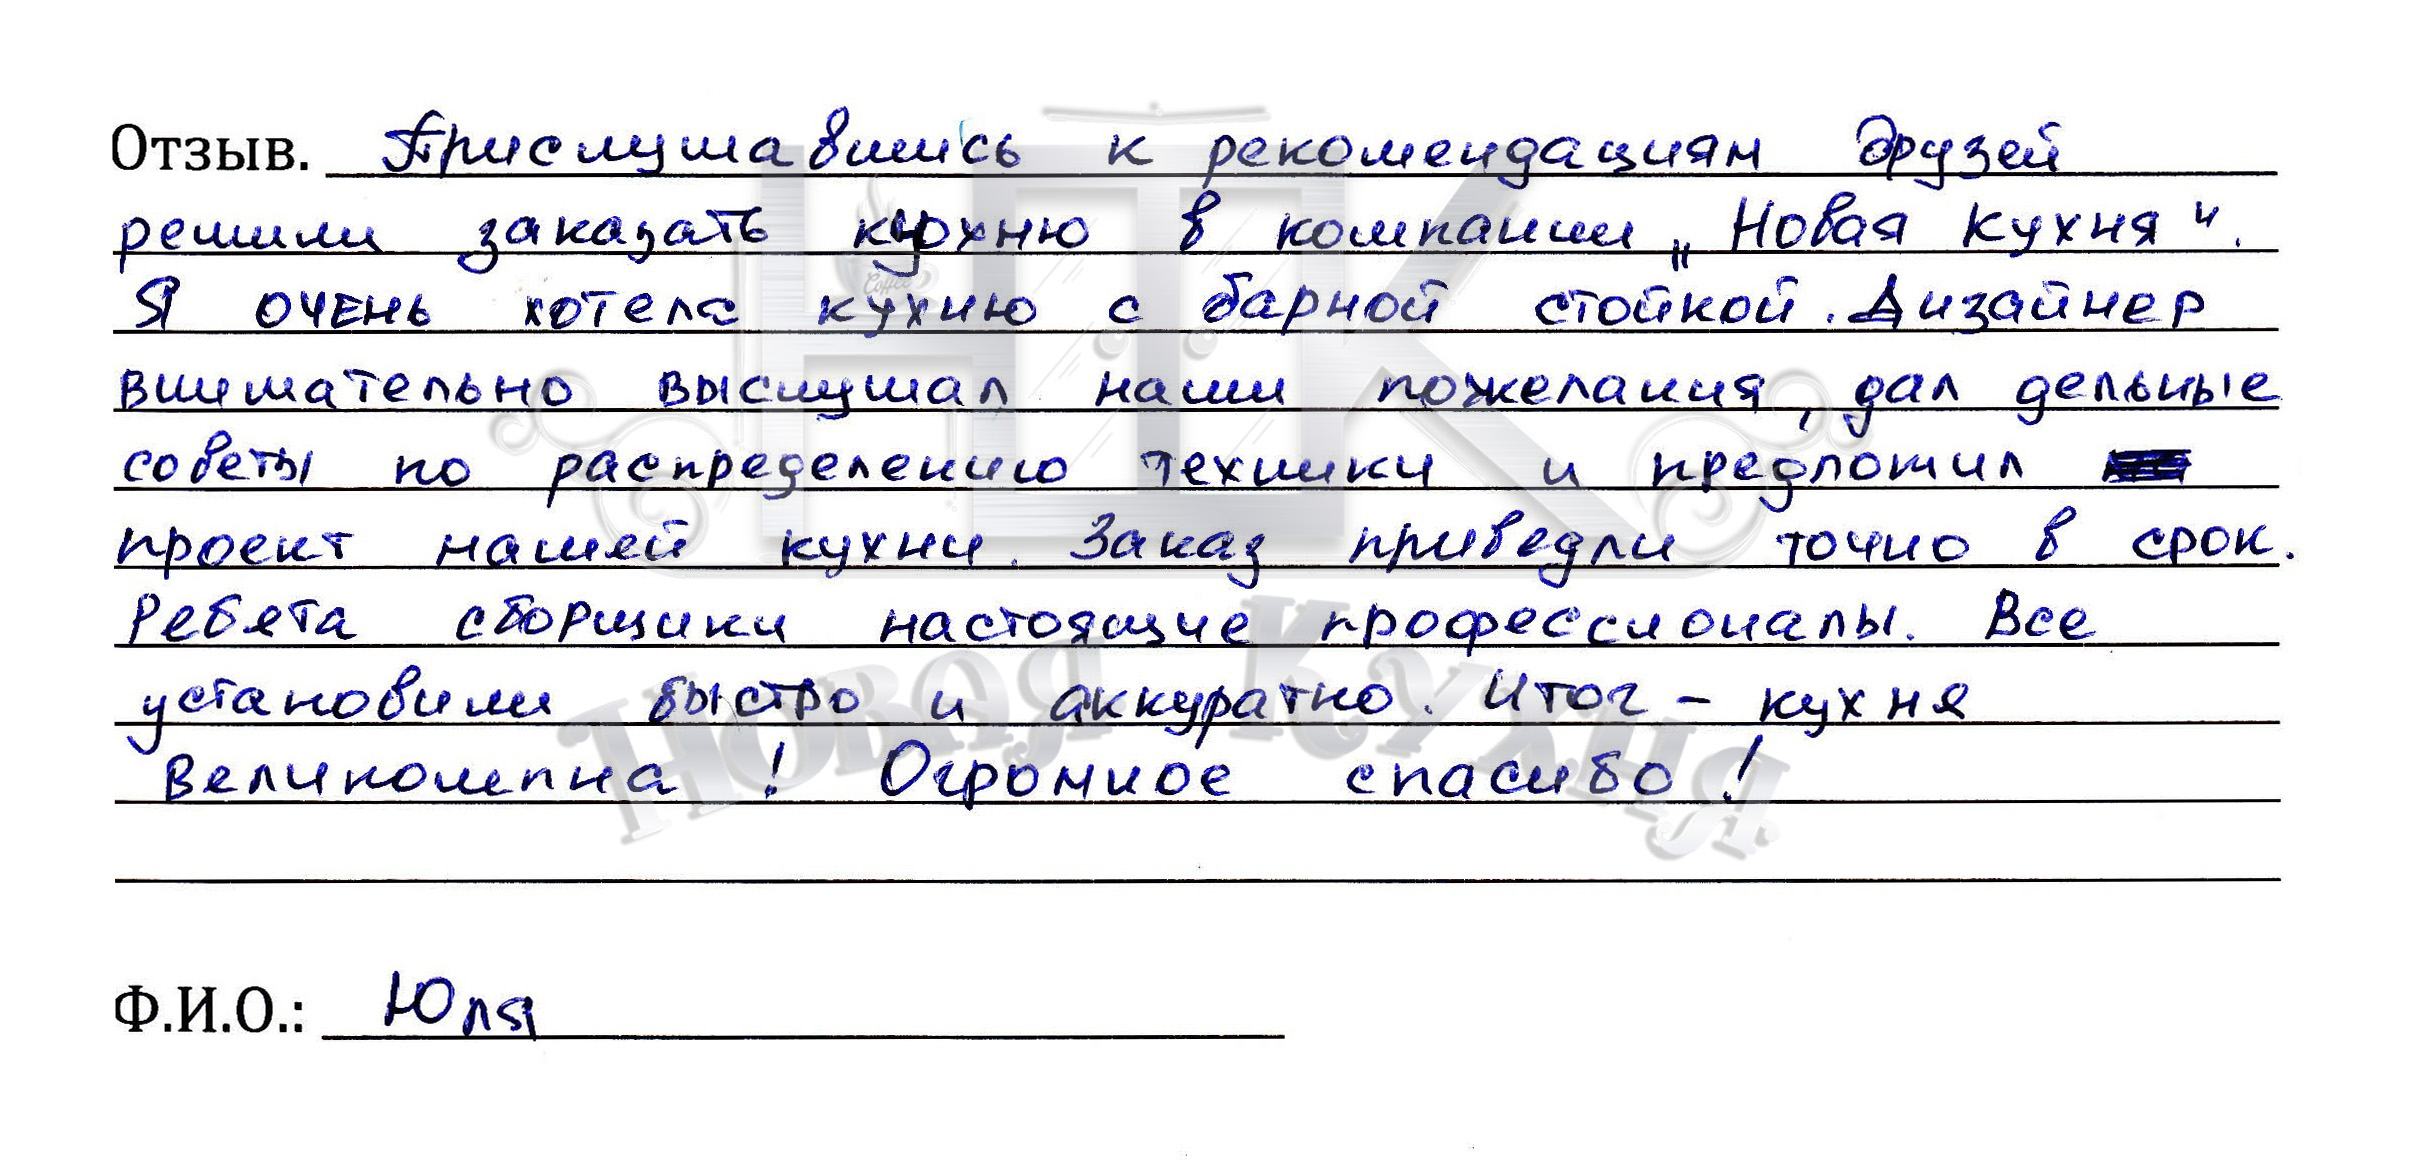 Отзыв. Прислушавшись к рекомендациям друзей
решили заказать кухню в компании „Новая кухня“.
Я очень хотела кухню с барной стойкой. Дизайнер
внимательно выслушал наши пожелания, дал дельные
советы по распределению техники и предложил
проект нашей кухни. Заказ приведли точно в срок.
Ребята сборщики настоящие профессионалы. Все
установили быстро и аккуратно. Итог - кухня
великолепна! Огромное спасибо!
Ф.И.О.: Юля
НК
Coffee
Новая Кухня